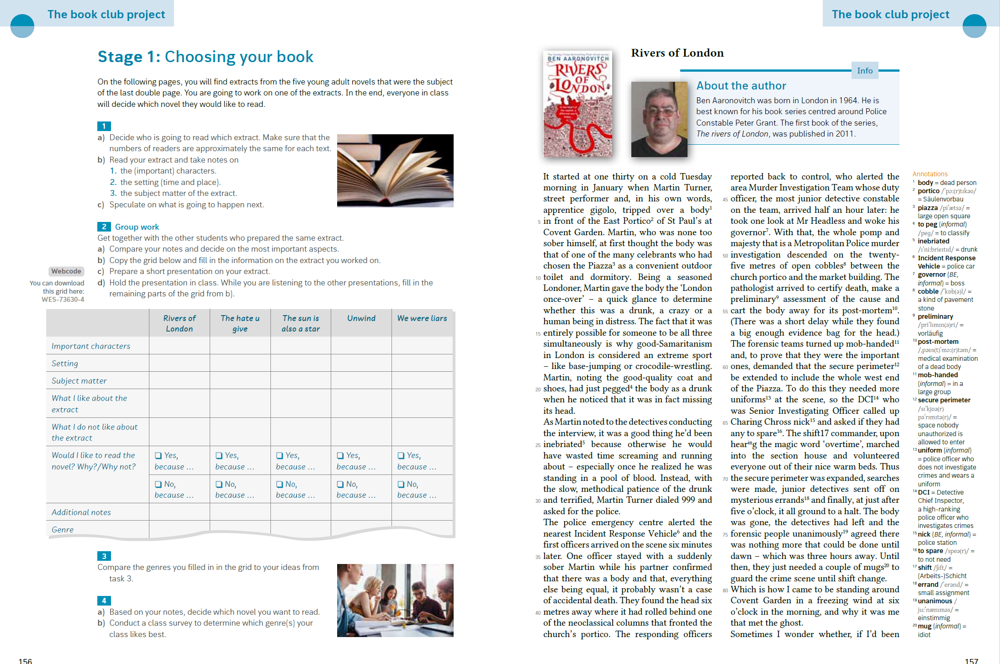 The book club project
Stage 1: Choosing your book
On the following pages, you will find extracts from the five young adult novels that were the subject
of the last double page. You are going to work on one of the extracts. In the end, everyone in class
will decide which novel they would like to read.
1
a) Decide who is going to read which extract. Make sure that the
numbers of readers are approximately the same for each text.
b) Read your extract and take notes on
1. the (important) characters.
2. the setting (time and place).
3. the subject matter of the extract.
c) Speculate on what is going to happen next.
2 Group work
Get together with the other students who prepared the same extract.
a) Compare your notes and decide on the most important aspects.
b) Copy the grid below and fill in the information on the extract you worked on.
c) Prepare a short presentation on your extract.
d) Hold the presentation in class. While you are listening to the other presentations, fill in the
remaining parts of the grid from b).
Webcode
You can download
this grid here:
WES-73630-4
Rivers of London
The hate u give
The sun is also a star
Unwind
We were liars
Important characters
Setting
Subject matter
What I like about the
extract
What I do not like about
the extract
Would I like to read the
novel? Why?/Why not?
Yes, because ...
Yes, because ...
Yes, because ...
Yes, because ...
Yes, because ...
No, because ...
No, because ...
No, because ...
No, because ...
No, because ...
Additional notes
Genre
3
Compare the genres you filled in in the grid to your ideas from
task 3.
4
a) Based on your notes, decide which novel you want to read.
b) Conduct a class survey to determine which genre(s) your
class likes best.
156
The book club project
BEN AARONOVITCH
RIVERS
OF
LONDON
Rivers of London
Info
About the author
Ben Aaronovitch was born in London in 1964. He is
best known for his book series centred around Police
Constable Peter Grant. The first book of the series,
The rivers of London, was published in 2011.
It started at one thirty on a cold Tuesday
morning in January when Martin Turner,
street performer and, in his own words,
apprentice gigolo, tripped over a body1
5 in front of the East Portico2 of St Paul's at
Covent Garden. Martin, who was none too
sober himself, at first thought the body was
that of one of the many celebrants who had
chosen the Piazza3 as a convenient outdoor
10 toilet and dormitory. Being a seasoned
Londoner, Martin gave the body the 'London
once-over' – a quick glance to determine
whether this was a drunk, a crazy or a
human being in distress. The fact that it was
15 entirely possible for someone to be all three
simultaneously is why good-Samaritanism
in London is considered an extreme sport
– like base-jumping or crocodile-wrestling.
Martin, noting the good-quality coat and
20 shoes, had just pegged4 the body as a drunk
when he noticed that it was in fact missing
its head.
As Martin noted to the detectives conducting
the interview, it was a good thing he'd been
25 inebriated5 because otherwise he would
have wasted time screaming and running
about – especially once he realized he was
standing in a pool of blood. Instead, with
the slow, methodical patience of the drunk
30 and terrified, Martin Turner dialed 999 and
asked for the police.
The police emergency centre alerted the
nearest Incident Response Vehicle6 and the
first officers arrived on the scene six minutes
35 later. One officer stayed with a suddenly
sober Martin while his partner confirmed
that there was a body and that, everything
else being equal, it probably wasn't a case
of accidental death. They found the head six
40 metres away where it had rolled behind one
of the neoclassical columns that fronted the
church's portico. The responding officers
reported back to control, who alerted the
area Murder Investigation Team whose duty
45 officer, the most junior detective constable
on the team, arrived half an hour later: he
took one look at Mr Headless and woke his
governor7. With that, the whole pomp and
majesty that is a Metropolitan Police murder
50 investigation descended on the twenty-
five metres of open cobbles8 between the
church portico and the market building. The
pathologist arrived to certify death, make a
preliminary9 assessment of the cause and
55 cart the body away for its post-mortem10.
(There was a short delay while they found
a big enough evidence bag for the head.)
The forensic teams turned up mob-handed11
and, to prove that they were the important
60 ones, demanded that the secure perimeter12
be extended to include the whole west end
of the Piazza. To do this they needed more
uniforms13 at the scene, so the DCI14 who
was Senior Investigating Officer called up
65 Charing Chross nick15 and asked if they had
any to spare16. The shift17 commander, upon
hearing the magic word 'overtime', marched
into the section house and volunteered
everyone out of their nice warm beds. Thus
70 the secure perimeter was expanded, searches
were made, junior detectives sent off on
mysterious errands18 and finally, at just after
five o'clock, it all ground to a halt. The body
was gone, the detectives had left and the
75 forensic people unanimously19 agreed there
was nothing more that could be done until
dawn – which was three hours away. Until
then, they just needed a couple of mugs20 to
guard the crime scene until shift change.
80 Which is how I came to be standing around
Covent Garden in a freezing wind at six
o'clock in the morning, and why it was me
that met the ghost.
Sometimes I wonder whether, if I'd been
Annotations
1 body = dead person
2 portico /ˈpɔː(r)tɪkəʊ/
= Säulenvorbau
3 piazza /piˈætsə/ =
large open square
4 to peg (informal)
/peg/ = to classify
5 inebriated
/ɪˈniːbrieɪtɪd/ = drunk
6 Incident Response
Vehicle = police car
7 governor (BE,
informal) = boss
8 cobble /ˈkɒb(ə)l/ =
a kind of pavement
stone
9 preliminary
/priˈlɪmɪn(ə)ri/ =
vorläufig
10 post-mortem
/ˌpəʊs(t)ˈmɔː(r)təm/ =
medical examination
of a dead body
11 mob-handed
(informal) = in a
large group
12 secure perimeter
/sɪˈkjʊə(r)
pəˈrɪmɪtə(r)/ =
space nobody
unauthorized is
allowed to enter
13 uniform (informal)
= police officer who
does not investigate
crimes and wears a
uniform
14 DCI = Detective
Chief Inspector,
a high-ranking
police officer who
investigates crimes
15 nick (BE, informal) =
police station
16 to spare /speə(r)/ =
to not need
17 shift /ʃɪft/ =
(Arbeits-)Schicht
18 errand /ˈerənd/ =
small assignment
19 unanimous /
juːˈnænɪməs/ =
einstimmig
20 mug (informal) =
idiot
157